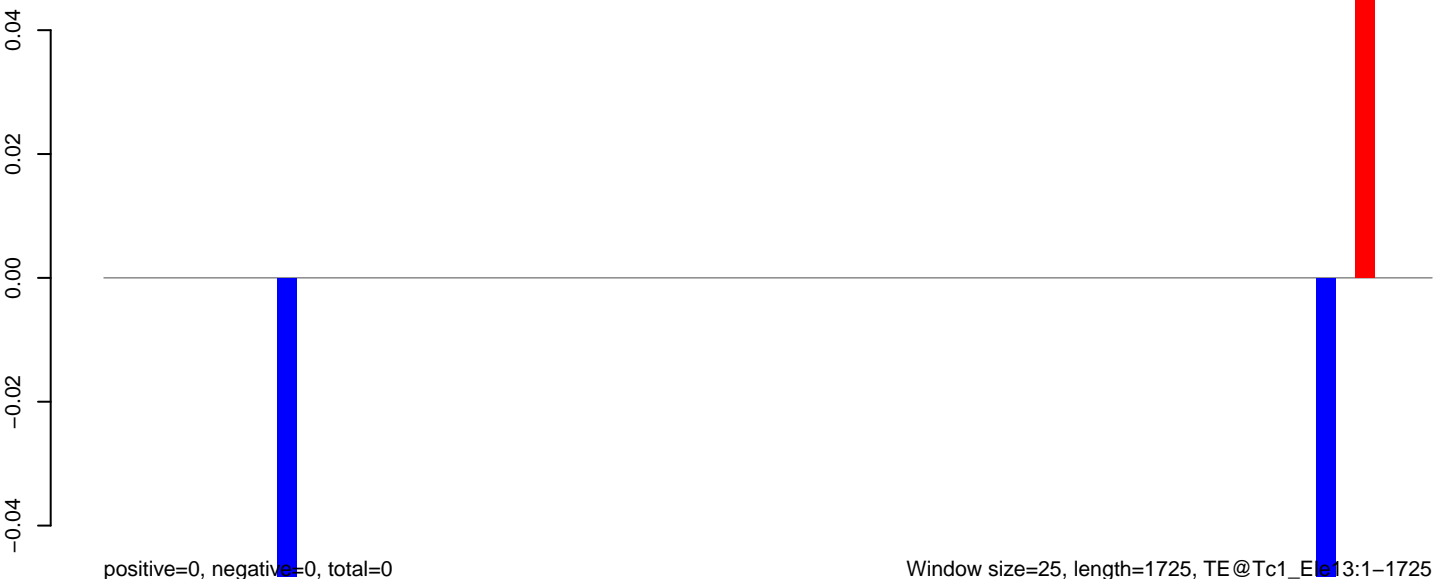 0.04
0.02
0.00
−0.02
−0.04
positive=0, negative=0, total=0
Window size=25, length=1725, TE@Tc1_Ele13:1−1725